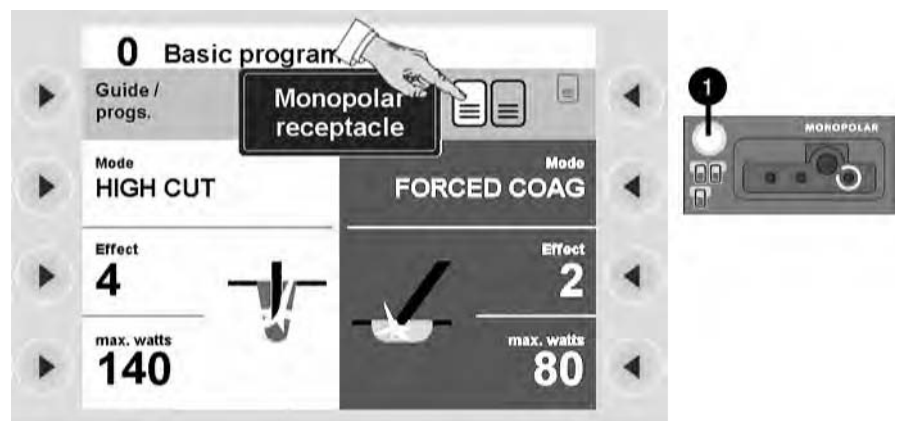 0 Basic program
Guide /
progs.
Monopolar
receptacle
Mode
HIGH CUT
Mode
FORCED COAG
Effect
4
Effect
2
max. watts
140
max. watts
80
1
MONOPOLAR